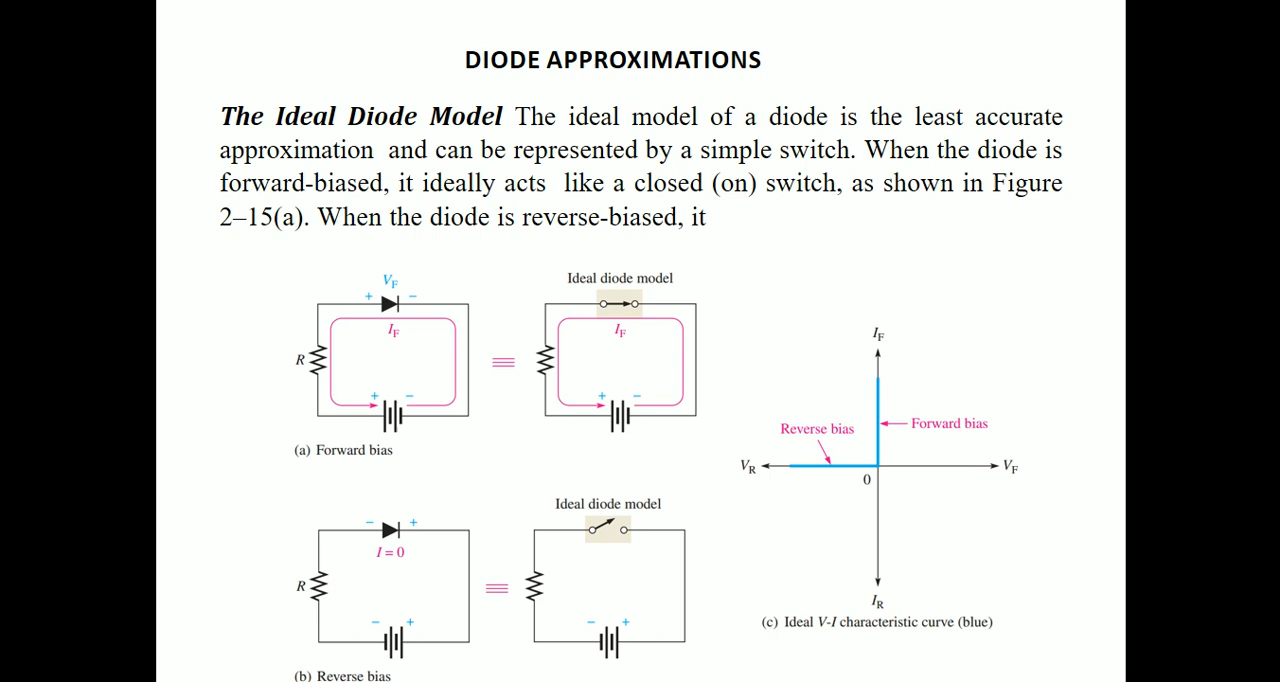 DIODE APPROXIMATIONS
The Ideal Diode Model The ideal model of a diode is the least accurate
approximation and can be represented by a simple switch. When the diode is
forward-biased, it ideally acts like a closed (on) switch, as shown in Figure
2–15(a). When the diode is reverse-biased, it
VF
+ −
IF
R
+ −
(a) Forward bias
Ideal diode model
IF
+ −
− +
I = 0
R
− +
(b) Reverse bias
Ideal diode model
− +
IF
Reverse bias
Forward bias
VR
VF
0
IR
(c) Ideal V-I characteristic curve (blue)